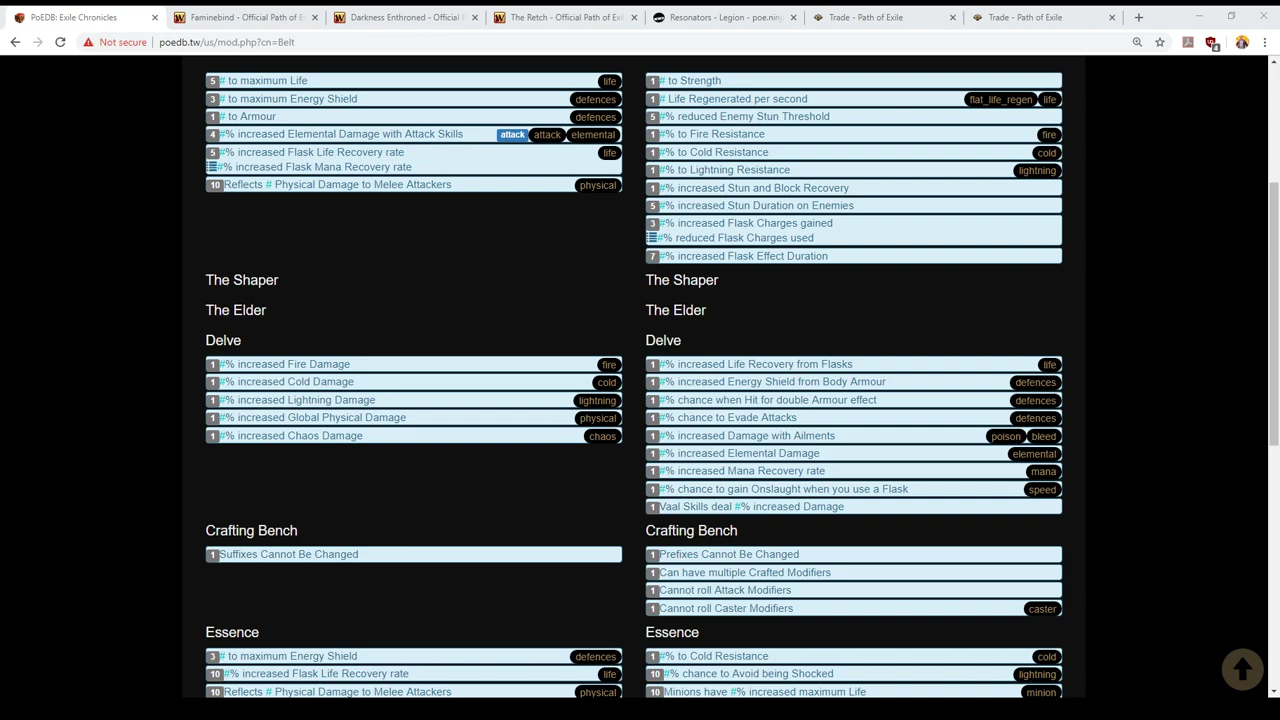 PoEDB: Exile Chronicles
Faminebind - Official Path of E
Darkness Enthroned - Official P
The Retch - Official Path of Exi
Resonators - Legion - poe.ninj
Trade - Path of Exile
Trade - Path of Exile
Not secure
poedb.tw/us/mod.php?cn=Belt
4
5 # to maximum Life life
3 # to maximum Energy Shield defences
1 # to Armour defences
4 #% increased Elemental Damage with Attack Skills attack attack elemental
5 #% increased Flask Life Recovery rate life
#% increased Flask Mana Recovery rate
10 Reflects # Physical Damage to Melee Attackers physical
1 # to Strength
1 # Life Regenerated per second flat_life_regen life
5 #% reduced Enemy Stun Threshold
1 #% to Fire Resistance fire
1 #% to Cold Resistance cold
1 #% to Lightning Resistance lightning
1 #% increased Stun and Block Recovery
5 #% increased Stun Duration on Enemies
3 #% increased Flask Charges gained
#% reduced Flask Charges used
7 #% increased Flask Effect Duration
The Shaper
The Shaper
The Elder
The Elder
Delve
1 #% increased Fire Damage fire
1 #% increased Cold Damage cold
1 #% increased Lightning Damage lightning
1 #% increased Global Physical Damage physical
1 #% increased Chaos Damage chaos
Delve
1 #% increased Life Recovery from Flasks life
1 #% increased Energy Shield from Body Armour defences
1 #% chance when Hit for double Armour effect defences
1 #% chance to Evade Attacks defences
1 #% increased Damage with Ailments poison bleed
1 #% increased Elemental Damage elemental
1 #% increased Mana Recovery rate mana
1 #% chance to gain Onslaught when you use a Flask speed
1 Vaal Skills deal #% increased Damage
Crafting Bench
1 Suffixes Cannot Be Changed
Crafting Bench
1 Prefixes Cannot Be Changed
1 Can have multiple Crafted Modifiers
1 Cannot roll Attack Modifiers
1 Cannot roll Caster Modifiers caster
Essence
3 # to maximum Energy Shield defences
10 #% increased Flask Life Recovery rate life
10 Reflects # Physical Damage to Melee Attackers physical
Essence
1 #% to Cold Resistance cold
10 #% chance to Avoid being Shocked lightning
10 Minions have #% increased maximum Life minion